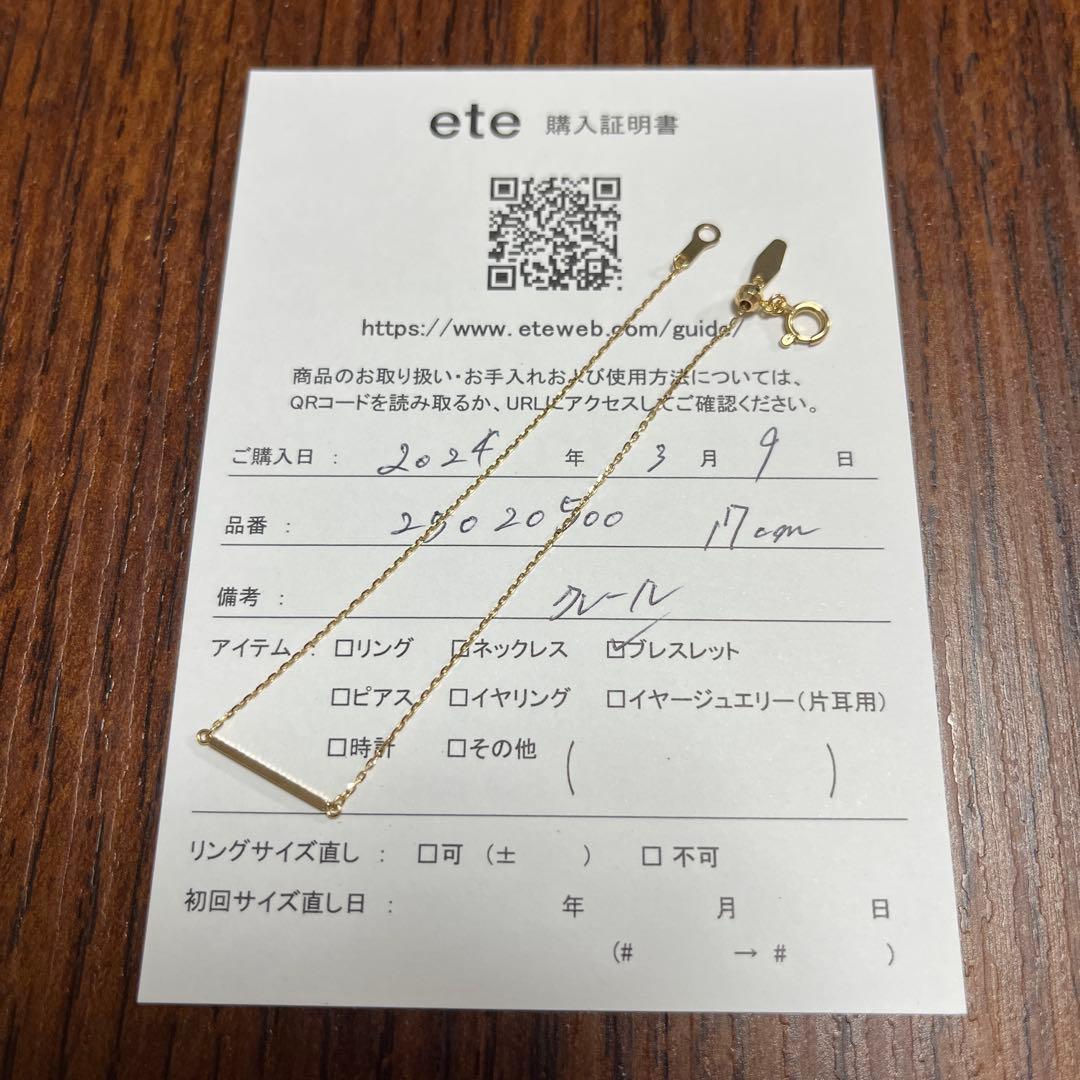 ete 購入証明書
https://www.eteweb.com/guide/
商品のお取り扱い・お手入れおよび使用方法については、
QRコードを読み取るか、URLにアクセスしてご確認ください。
ご購入日 : 2024 年 3 月 9 日
品番 : 25020500 17cm
備考 : クレール
アイテム : □リング □ネックレス ☑ブレスレット
□ピアス □イヤリング □イヤージュエリー(片耳用)
□時計 □その他 ( )
リングサイズ直し : □可 (± ) □ 不可
初回サイズ直し日 : 年 月 日
(# → # )